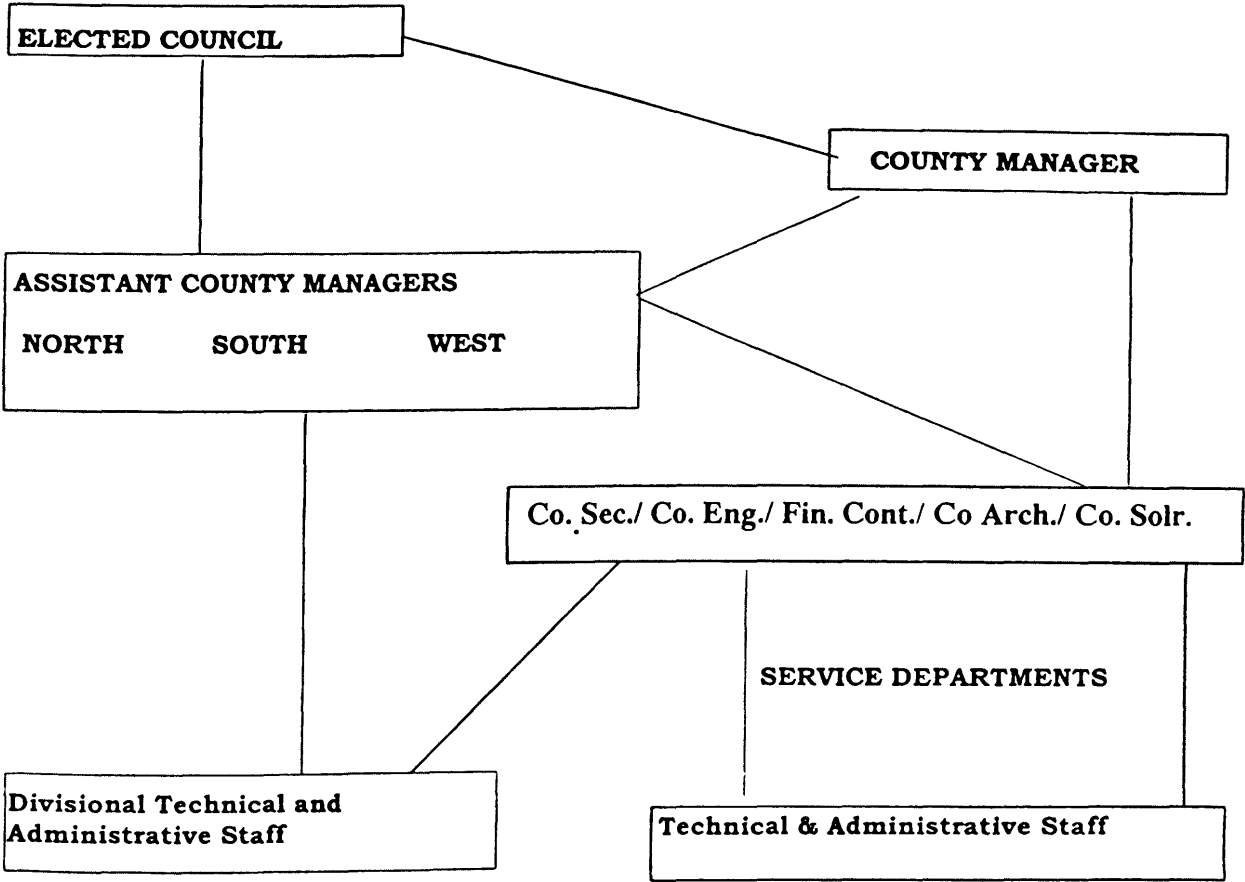 ELECTED COUNCIL
COUNTY MANAGER
ASSISTANT COUNTY MANAGERS
NORTH SOUTH WEST
Co. Sec./ Co. Eng./ Fin. Cont./ Co Arch./ Co. Solr.
SERVICE DEPARTMENTS
Divisional Technical and
Administrative Staff
Technical & Administrative Staff